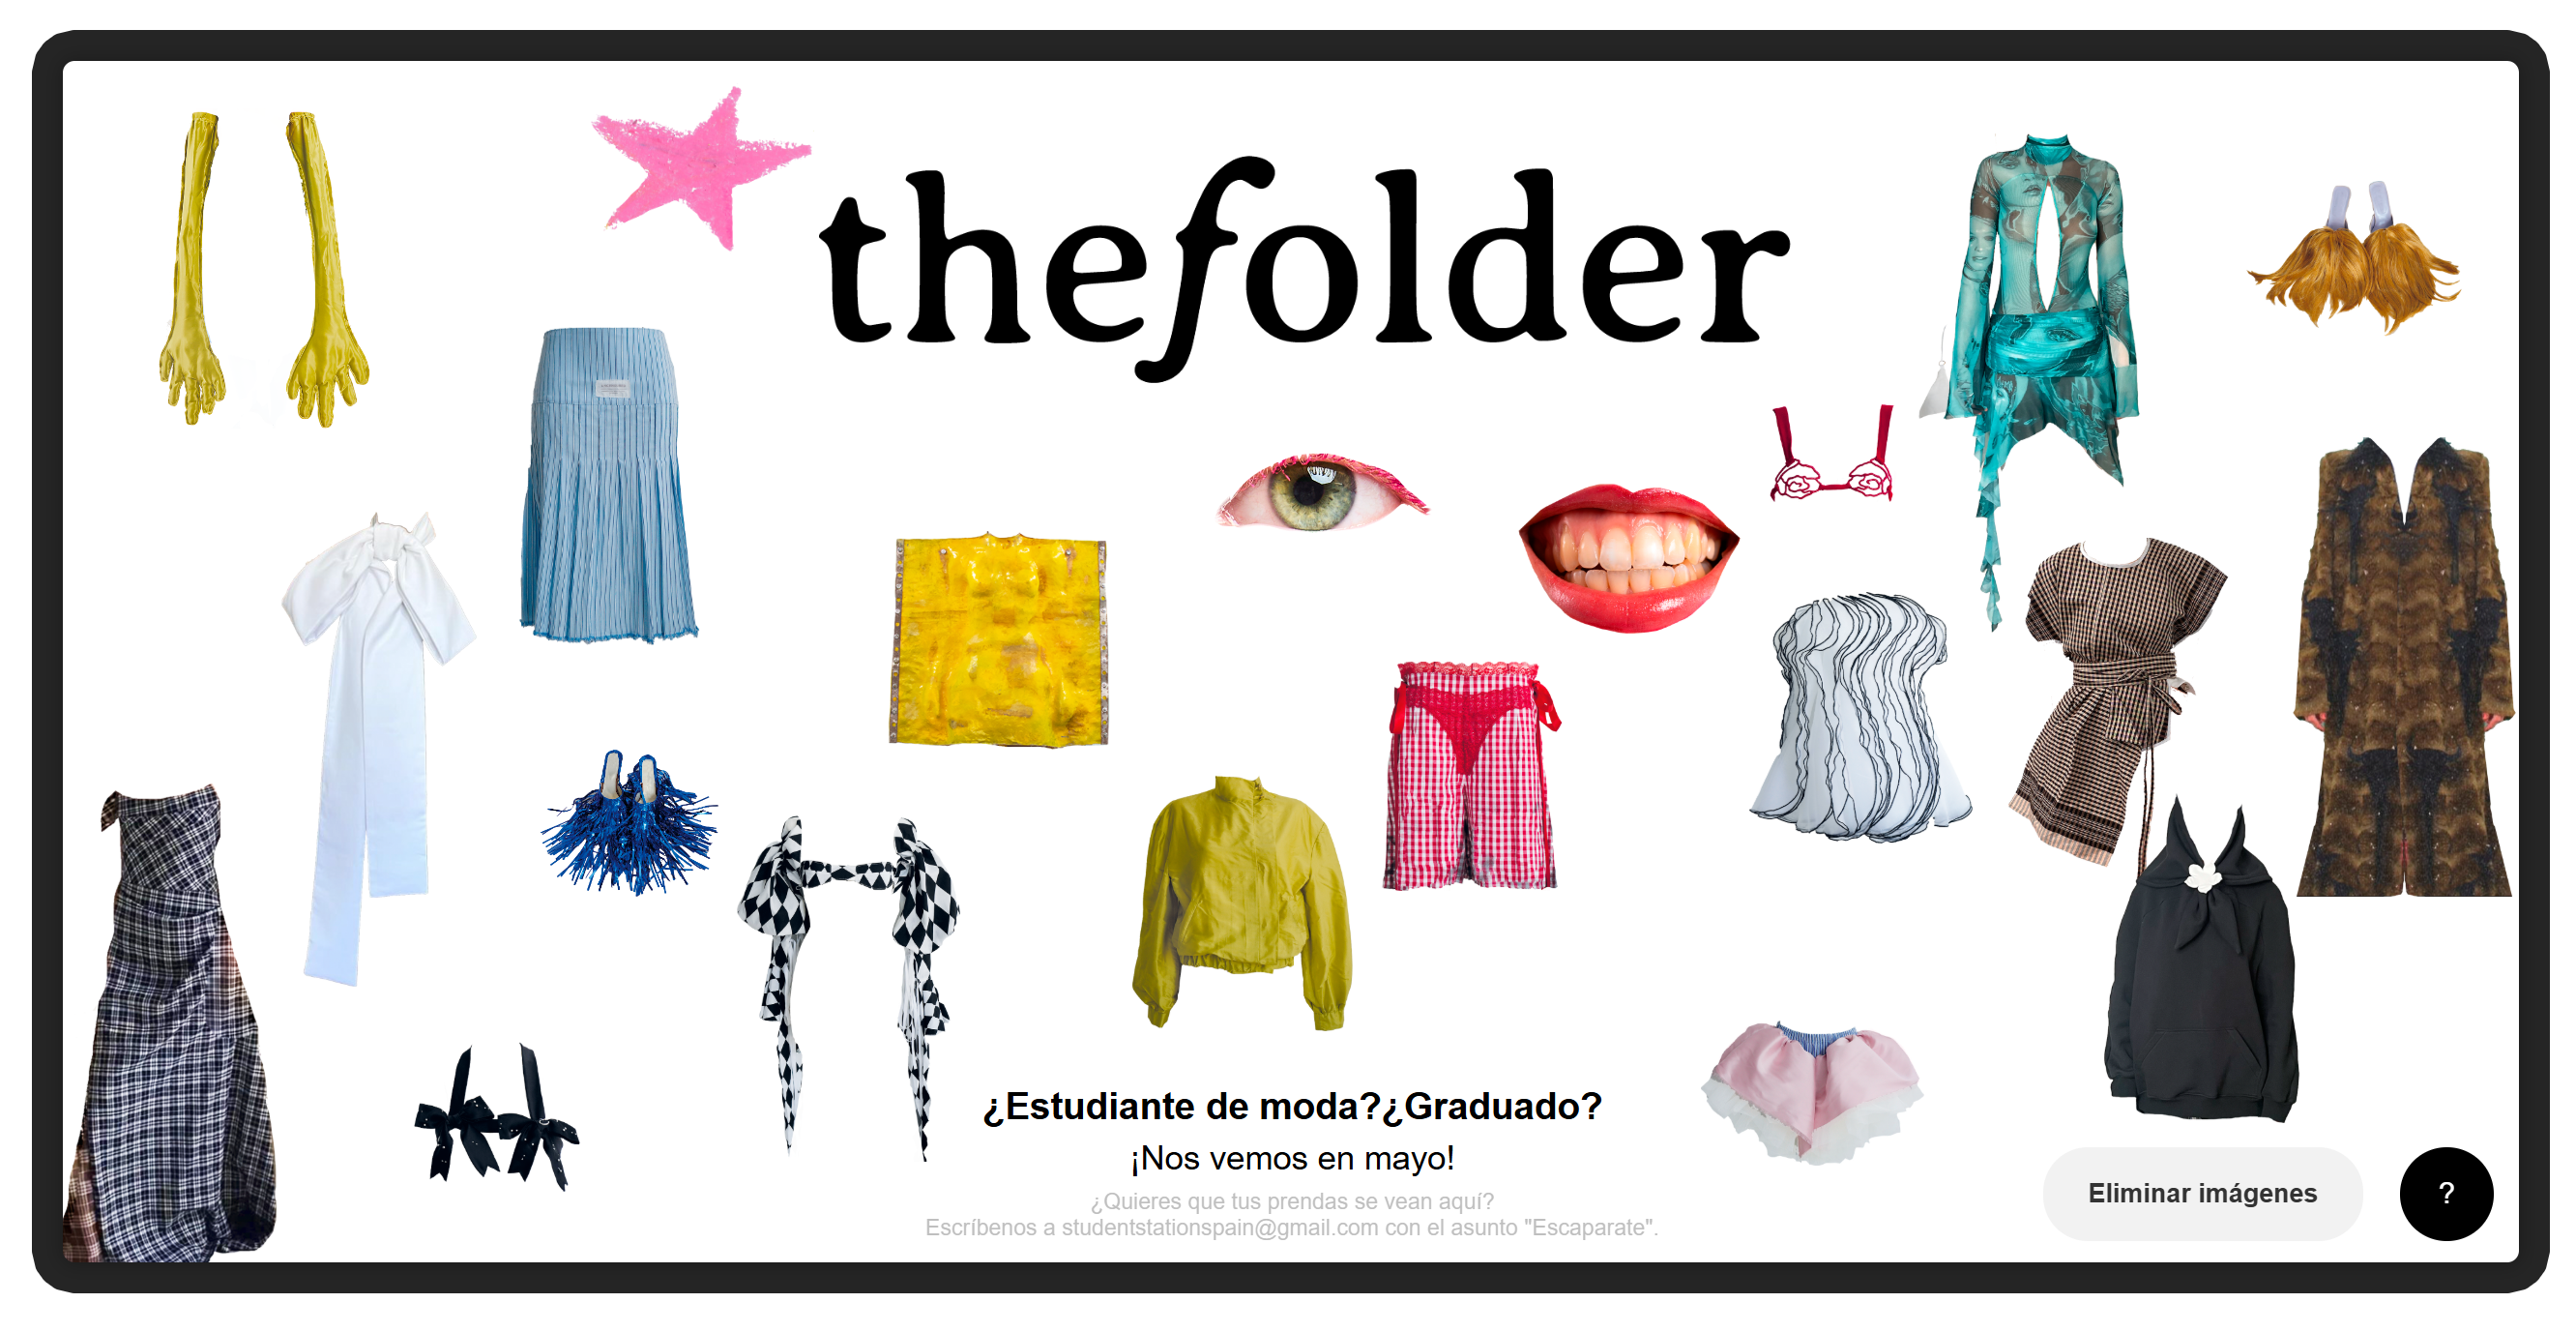 thefolder
¿Estudiante de moda?¿Graduado?
¡Nos vemos en mayo!
¿Quieres que tus prendas se vean aquí?
Escríbenos a studentstationspain@gmail.com con el asunto "Escaparate".
Eliminar imágenes
?